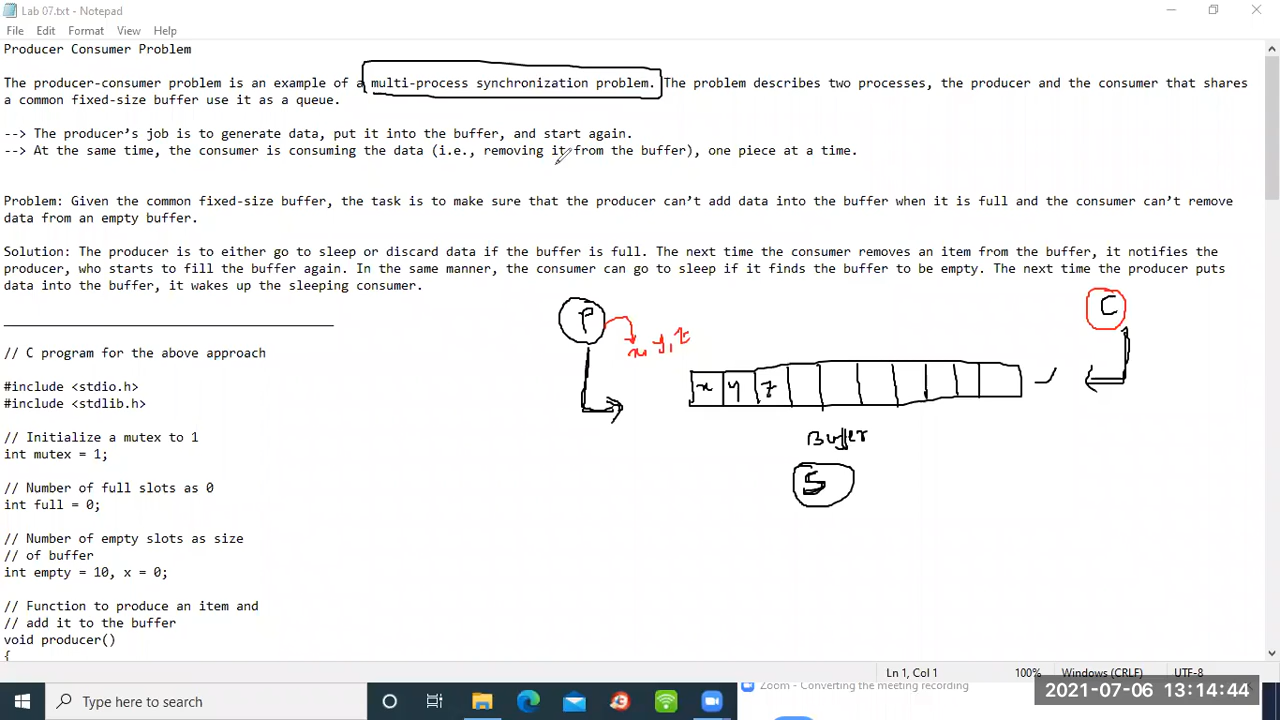 Lab 07.txt - Notepad
File Edit Format View Help
Producer Consumer Problem
The producer-consumer problem is an example of a multi-process synchronization problem. The problem describes two processes, the producer and the consumer that shares
a common fixed-size buffer use it as a queue.
--> The producer's job is to generate data, put it into the buffer, and start again.
--> At the same time, the consumer is consuming the data (i.e., removing it from the buffer), one piece at a time.
Problem: Given the common fixed-size buffer, the task is to make sure that the producer can't add data into the buffer when it is full and the consumer can't remove
data from an empty buffer.
Solution: The producer is to either go to sleep or discard data if the buffer is full. The next time the consumer removes an item from the buffer, it notifies the
producer, who starts to fill the buffer again. In the same manner, the consumer can go to sleep if it finds the buffer to be empty. The next time the producer puts
data into the buffer, it wakes up the sleeping consumer.
P
C
x, y, z
x y z
Buffer
5
// C program for the above approach
#include <stdio.h>
#include <stdlib.h>
// Initialize a mutex to 1
int mutex = 1;
// Number of full slots as 0
int full = 0;
// Number of empty slots as size
// of buffer
int empty = 10, x = 0;
// Function to produce an item and
// add it to the buffer
void producer()
{
Ln 1, Col 1 100% Windows (CRLF) UTF-8
Type here to search
Zoom - Converting the meeting recording
2021-07-06 13:14:44